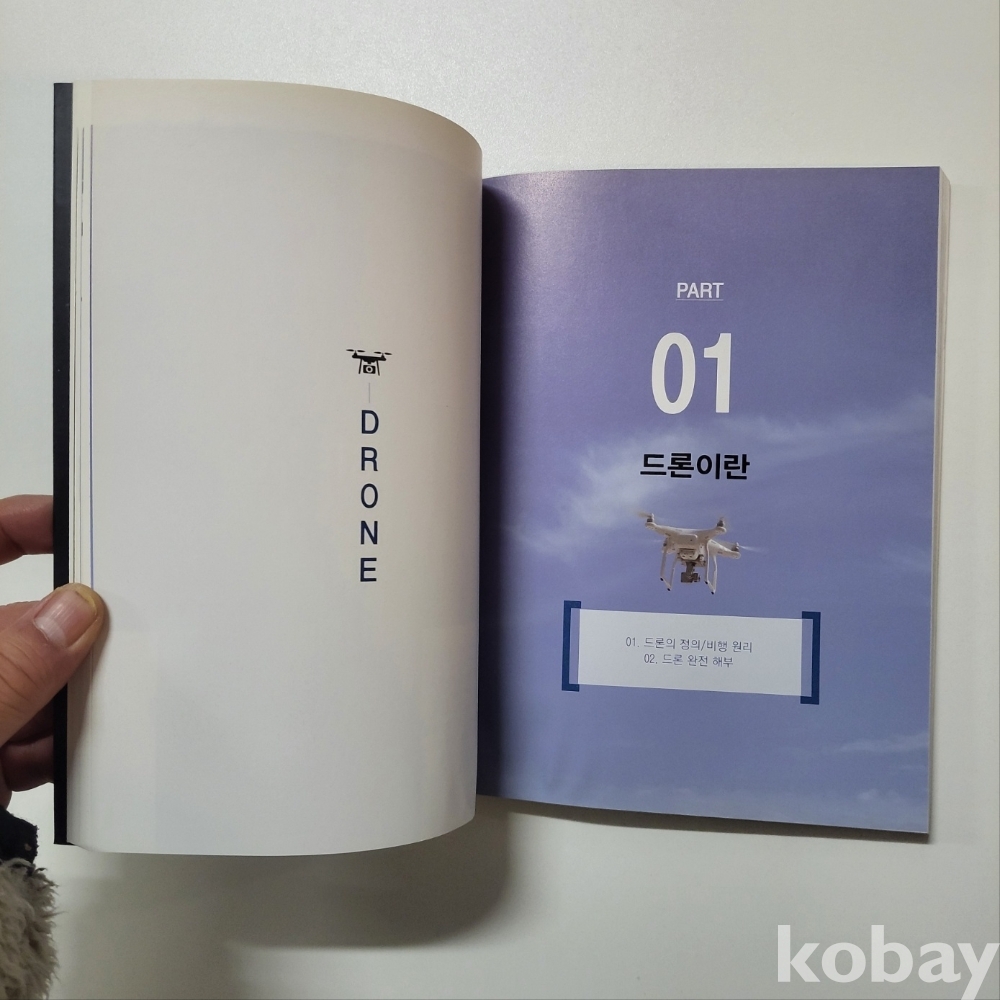 D
R
O
N
E
PART
01
드론이란
01. 드론의 정의/비행 원리
02. 드론 완전 해부
kobay